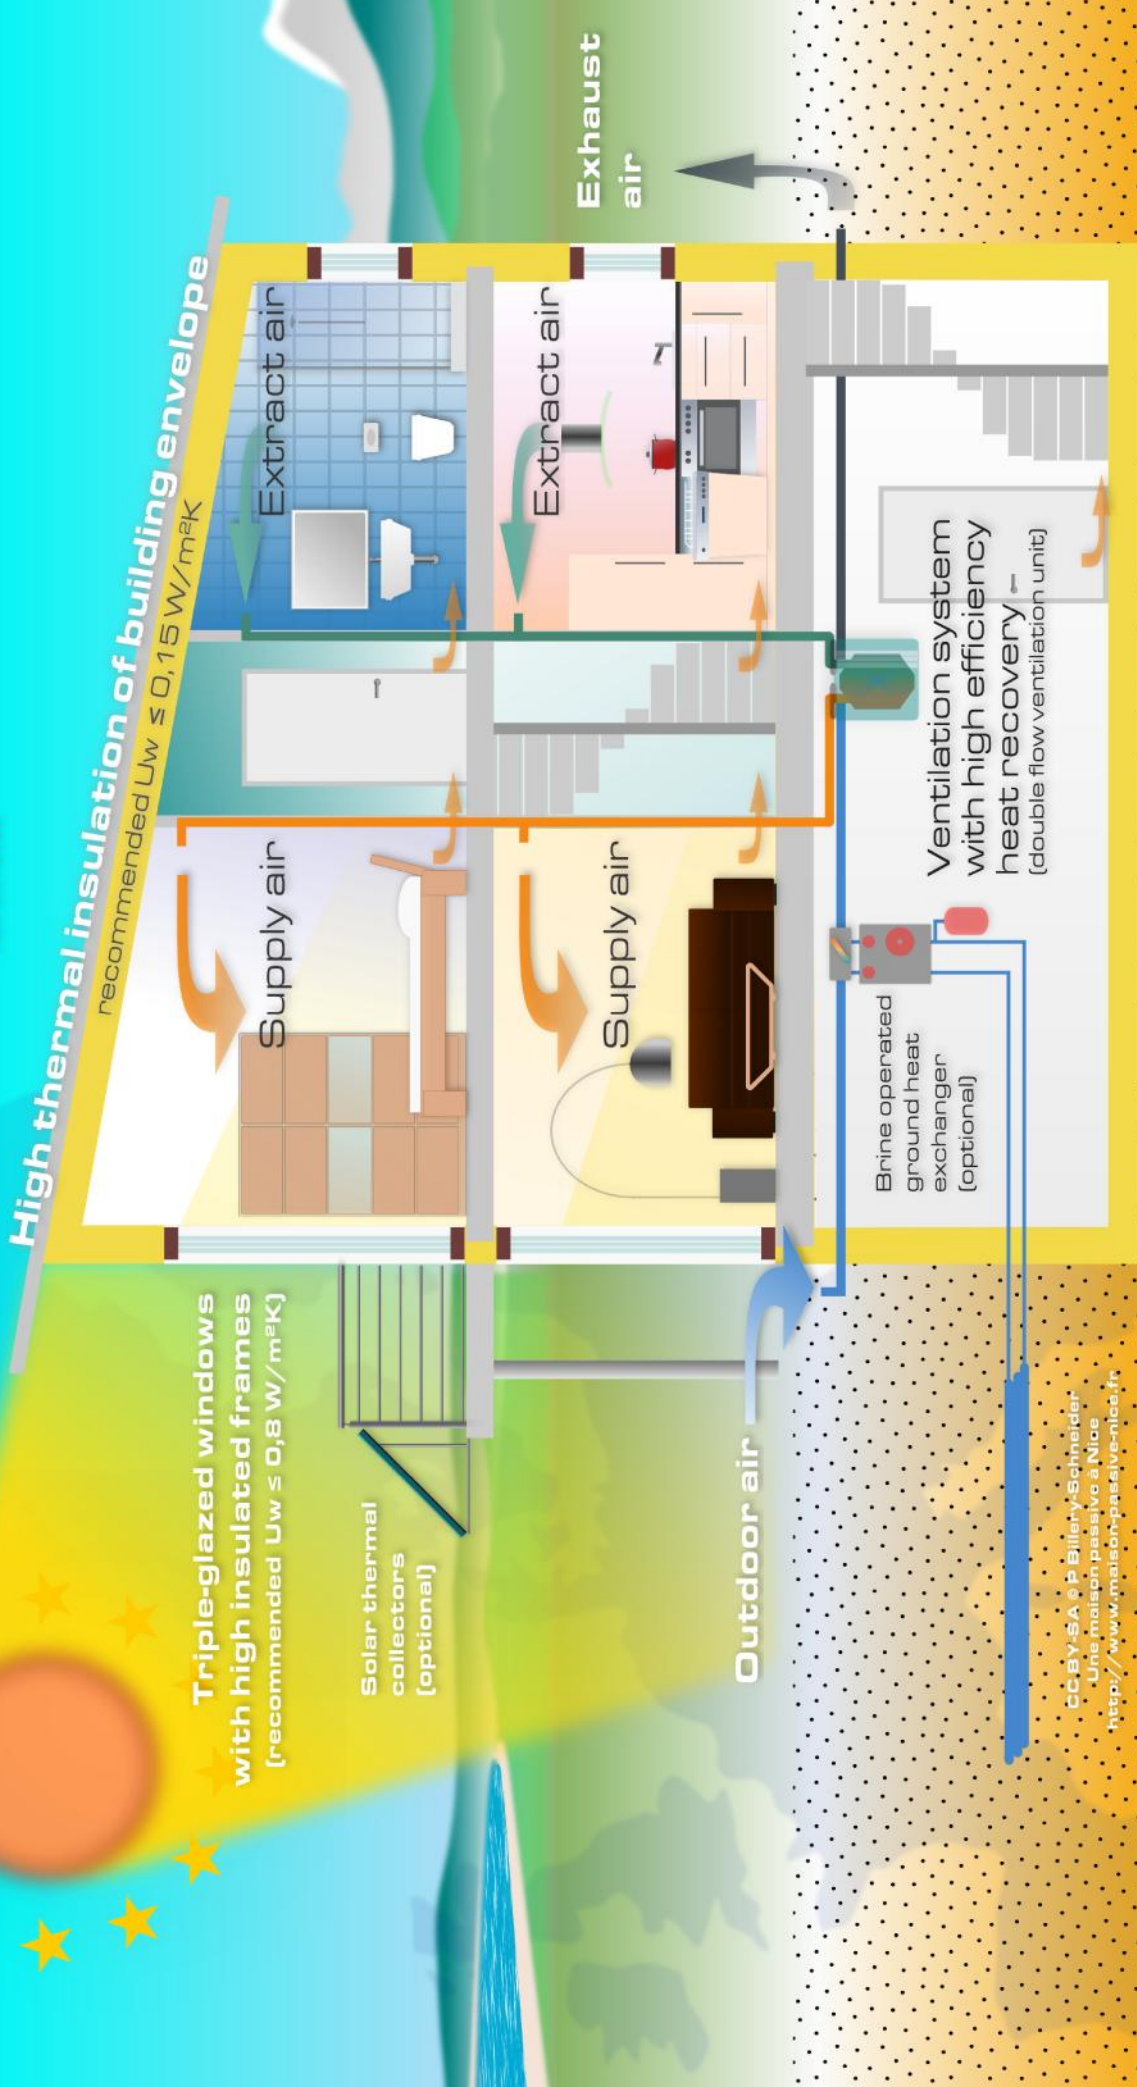 High thermal insulation of building envelope
recommended Uw ≤ 0,15 W/m²K
Triple-glazed windows
with high insulated frames
(recommended Uw ≤ 0,8 W/m²K)
Solar thermal
collectors
(optional)
Supply air
Extract air
Supply air
Extract air
Exhaust
air
Outdoor air
Brine operated
ground heat
exchanger
(optional)
Ventilation system
with high efficiency
heat recovery
(double flow ventilation unit)
CC BY-SA © P Billery-Schneider
Une maison passive à Nice
http://www.maison-passive-nice.fr